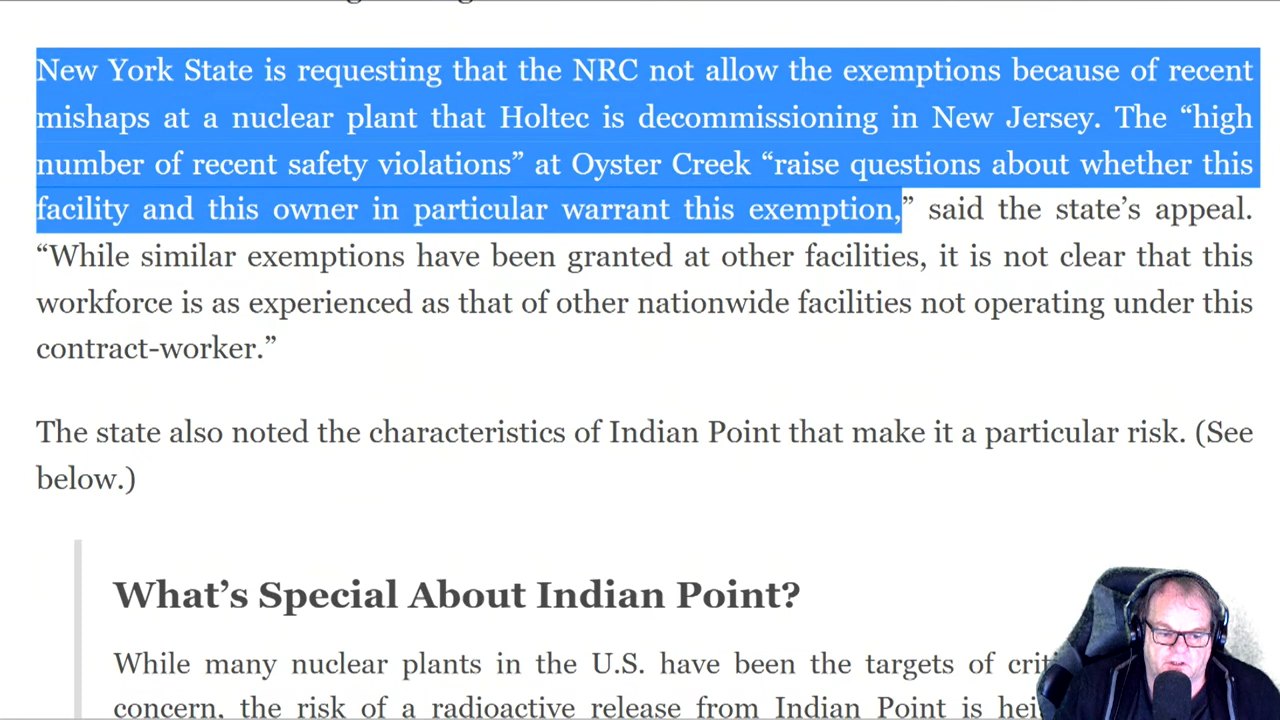 New York State is requesting that the NRC not allow the exemptions because of recent
mishaps at a nuclear plant that Holtec is decommissioning in New Jersey. The “high
number of recent safety violations” at Oyster Creek “raise questions about whether this
facility and this owner in particular warrant this exemption,” said the state’s appeal.
“While similar exemptions have been granted at other facilities, it is not clear that this
workforce is as experienced as that of other nationwide facilities not operating under this
contract-worker.”
The state also noted the characteristics of Indian Point that make it a particular risk. (See
below.)
What’s Special About Indian Point?
While many nuclear plants in the U.S. have been the targets of
concern, the risk of a radioactive release from Indian Point is